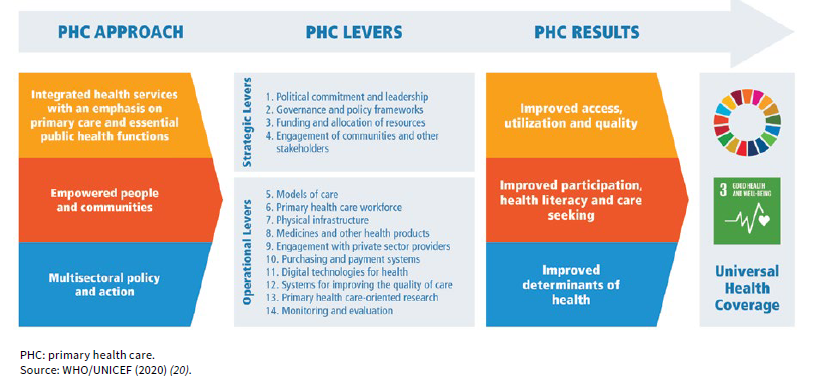 PHC APPROACH
PHC LEVERS
PHC RESULTS
Integrated health services
with an emphasis on
primary care and essential
public health functions
Empowered people
and communities
Multisectoral policy
and action
Strategic Levers
1. Political commitment and leadership
2. Governance and policy frameworks
3. Funding and allocation of resources
4. Engagement of communities and other
stakeholders
Operational Levers
5. Models of care
6. Primary health care workforce
7. Physical infrastructure
8. Medicines and other health products
9. Engagement with private sector providers
10. Purchasing and payment systems
11. Digital technologies for health
12. Systems for improving the quality of care
13. Primary health care-oriented research
14. Monitoring and evaluation
Improved access,
utilization and quality
Improved participation,
health literacy and care
seeking
Improved
determinants of
health
3 GOOD HEALTH
AND WELL-BEING
Universal
Health
Coverage
PHC: primary health care.
Source: WHO/UNICEF (2020) (20).